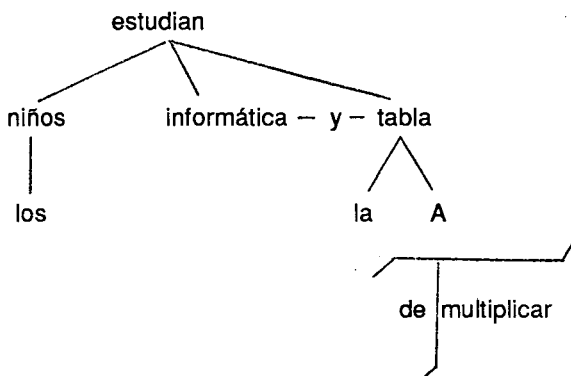 estudian
niños informática – y – tabla
los la A
de multiplicar